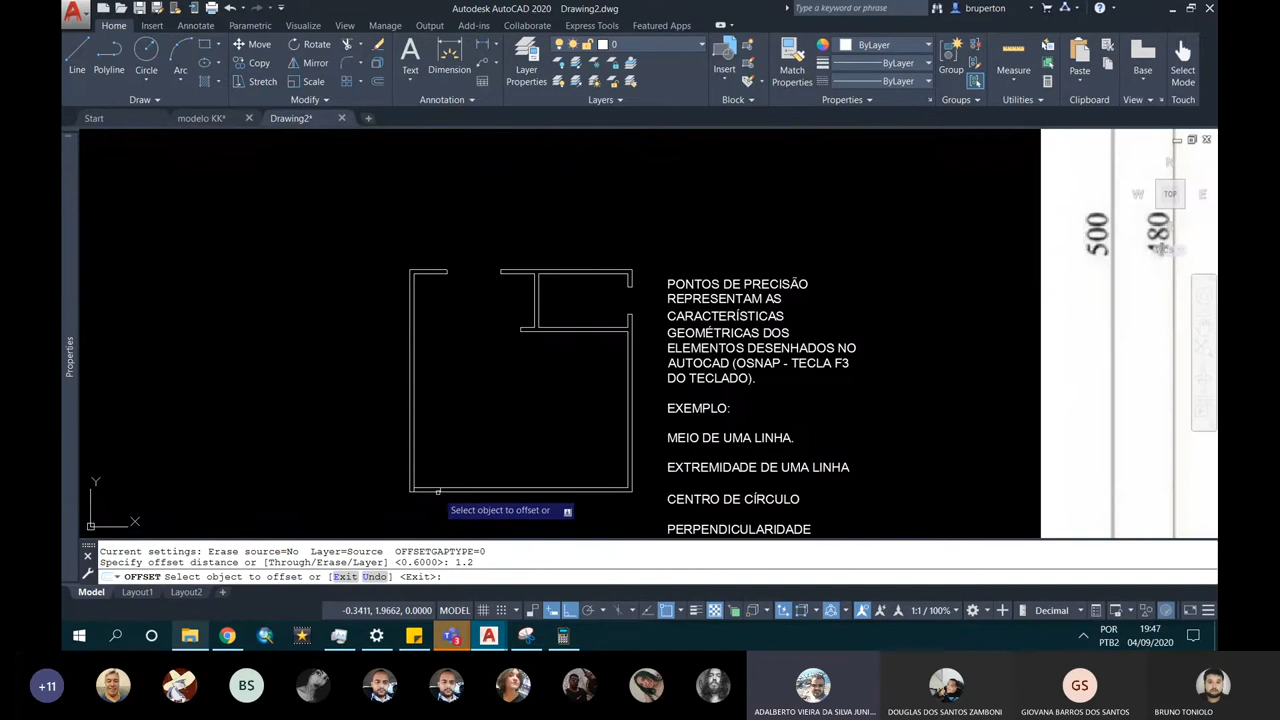 Autodesk AutoCAD 2020 Drawing2.dwg
Type a keyword or phrase
bruperton
Home Insert Annotate Parametric View Manage Output Add-ins Collaborate Express Tools Featured Apps
Line Polyline Circle Arc
Move Rotate
Copy Mirror
Stretch Scale
Text Dimension
Layer Properties
0
Insert
Match Properties
ByLayer
ByLayer
ByLayer
Group Measure Paste Base Select Mode
Draw Modify Annotation Layers Block Properties Groups Utilities Clipboard View Touch
Start modelo KK* Drawing2*
N
W TOP E
500
480
Properties
PONTOS DE PRECISÃO
REPRESENTAM AS
CARACTERÍSTICAS
GEOMÉTRICAS DOS
ELEMENTOS DESENHADOS NO
AUTOCAD (OSNAP - TECLA F3
DO TECLADO).
EXEMPLO:
MEIO DE UMA LINHA.
EXTREMIDADE DE UMA LINHA
CENTRO DE CÍRCULO
PERPENDICULARIDADE
Y
X
Select object to offset or
Current settings: Erase source=No Layer=Source OFFSETGAPTYPE=0
Specify offset distance or [Through/Erase/Layer] <0.6000>: 1.2
OFFSET Select object to offset or [Exit Undo] <Exit>:
Model Layout1 Layout2
-0.3411, 1.9662, 0.0000 MODEL 1:1 / 100% Decimal
POR
PTB2
19:47
04/09/2020
+11
BS
GS
ADALBERTO VIEIRA DA SILVA JUNI...
DOUGLAS DOS SANTOS ZAMBONI
GIOVANA BARROS DOS SANTOS
BRUNO TONIOLO